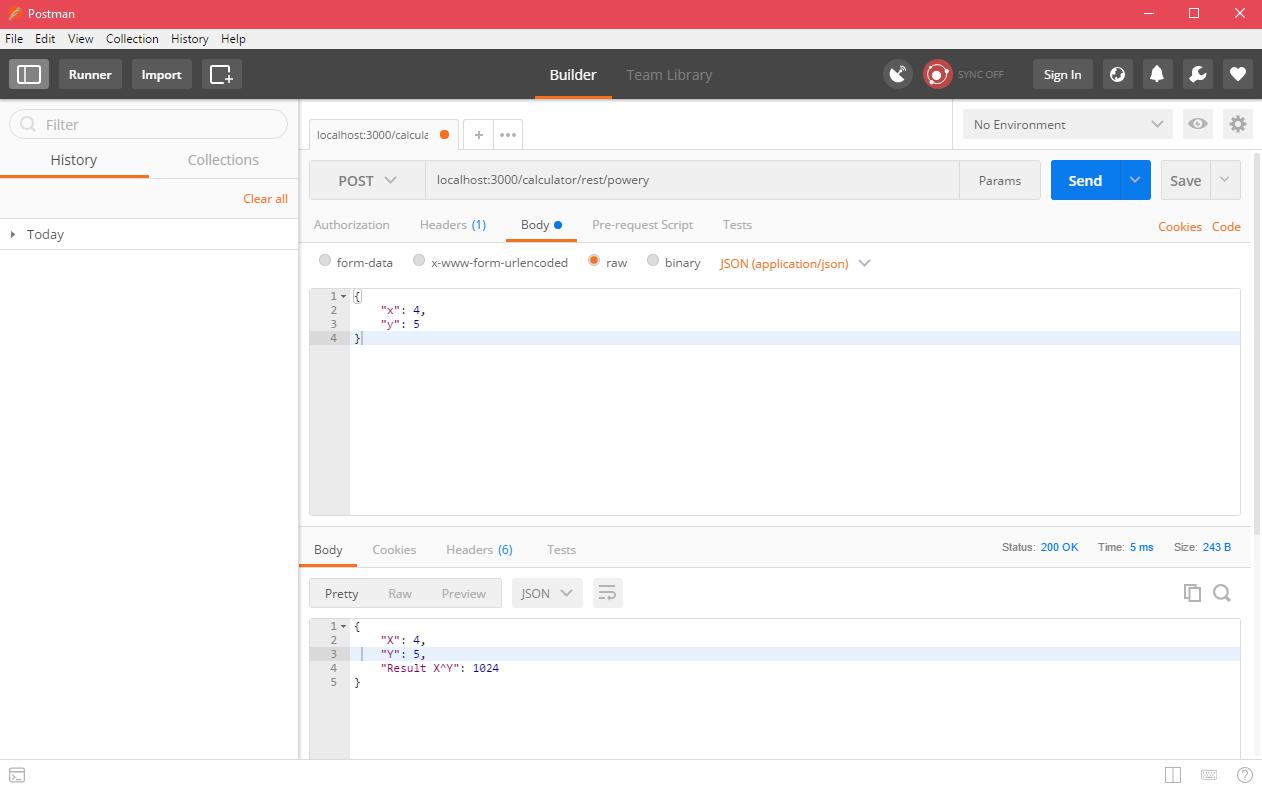 Postman
File Edit View Collection History Help
Runner Import Builder Team Library SYNC OFF Sign In
Filter
History Collections
Clear all
Today
localhost:3000/calcula
No Environment
POST localhost:3000/calculator/rest/powery Params Send Save
Authorization Headers (1) Body Pre-request Script Tests Cookies Code
form-data x-www-form-urlencoded raw binary JSON (application/json)
1 {
2 "x": 4,
3 "y": 5
4 }
Body Cookies Headers (6) Tests Status: 200 OK Time: 5 ms Size: 243 B
Pretty Raw Preview JSON
1 {
2 "X": 4,
3 "Y": 5,
4 "Result X^Y": 1024
5 }